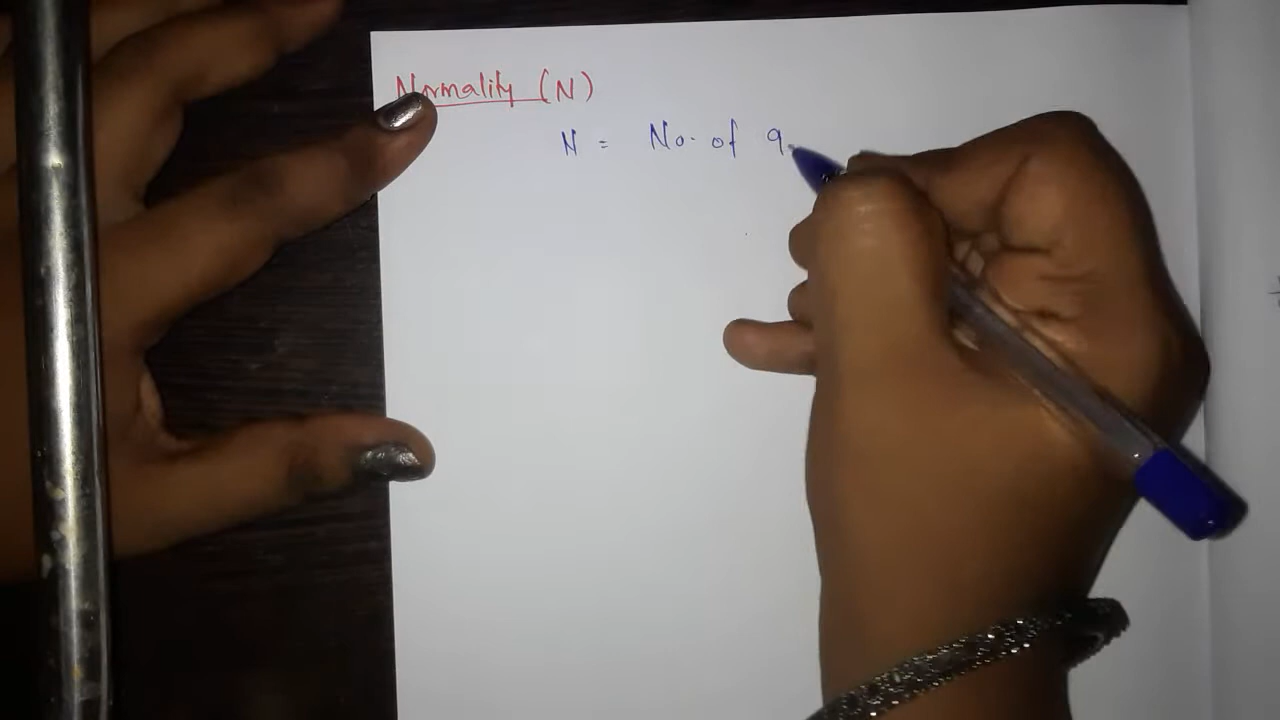 Normality (N)
N = No. of g.